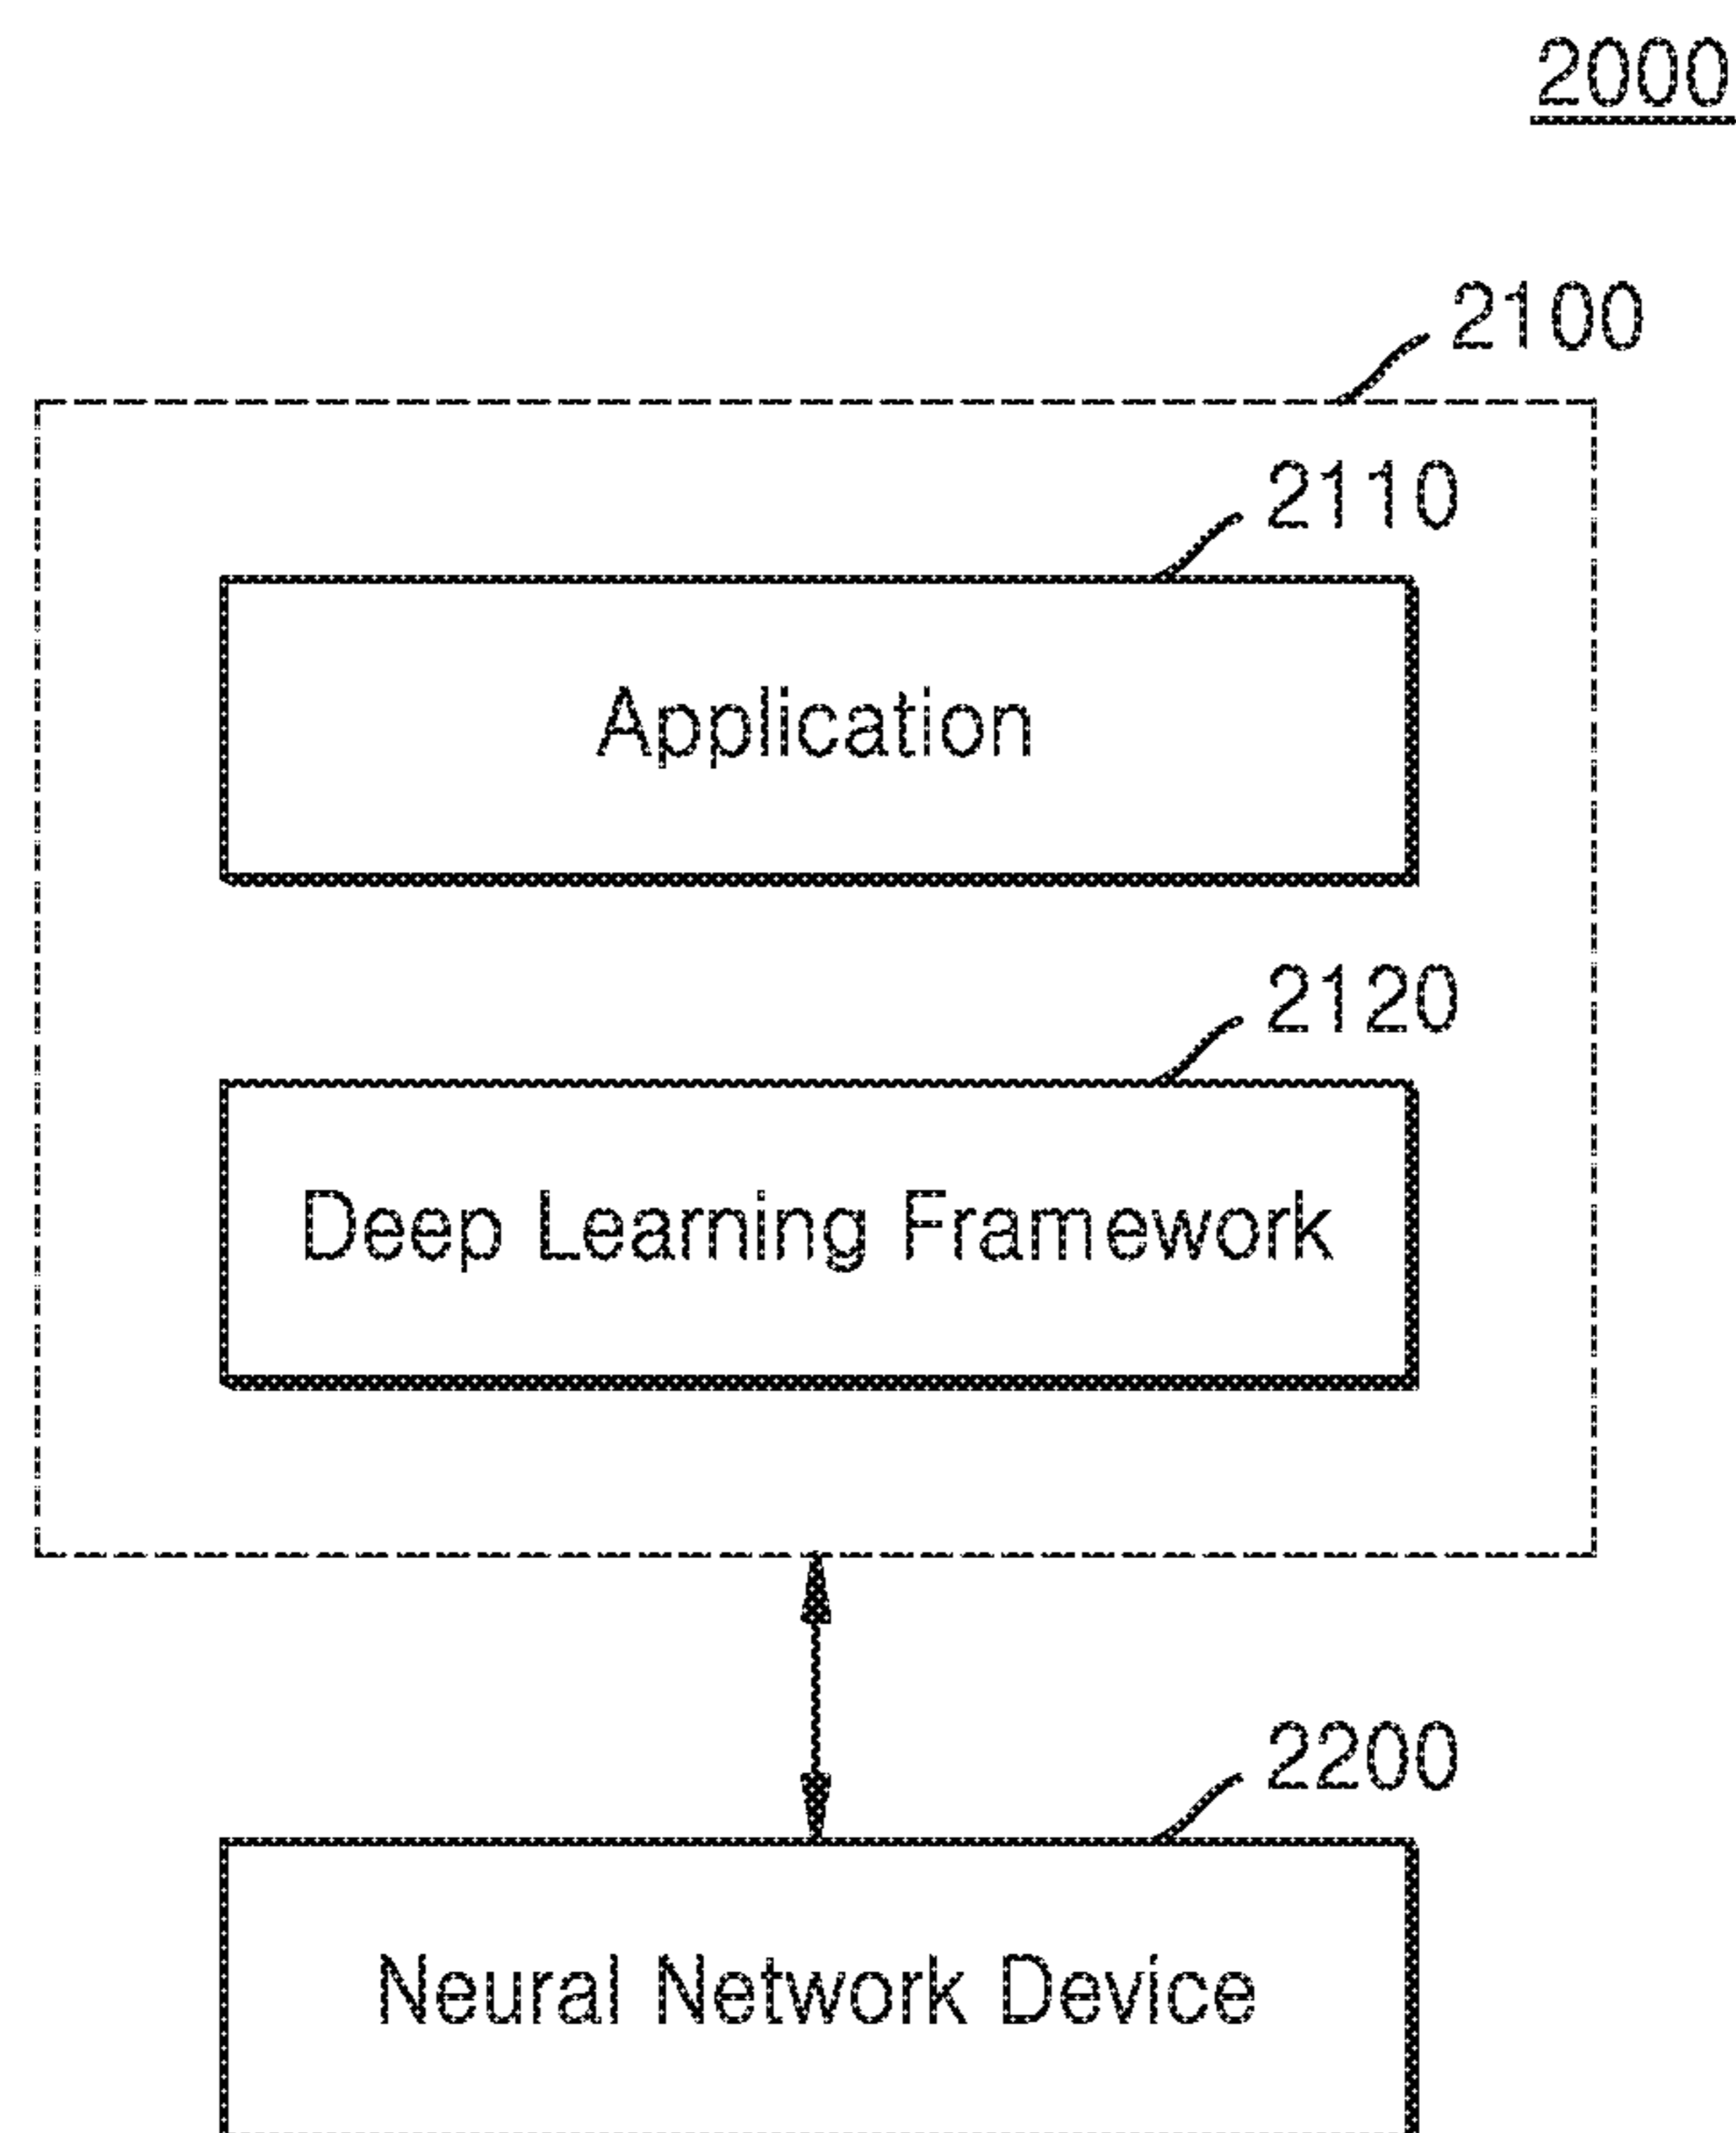 2000
2100
2110
Application
2120
Deep Learning Framework
2200
Neural Network Device